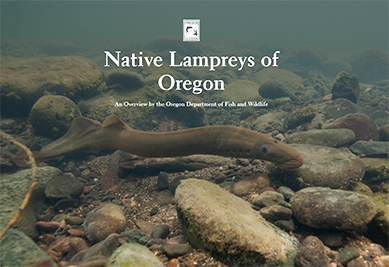 Native Lampreys of
Oregon
An Overview by the Oregon Department of Fish and Wildlife